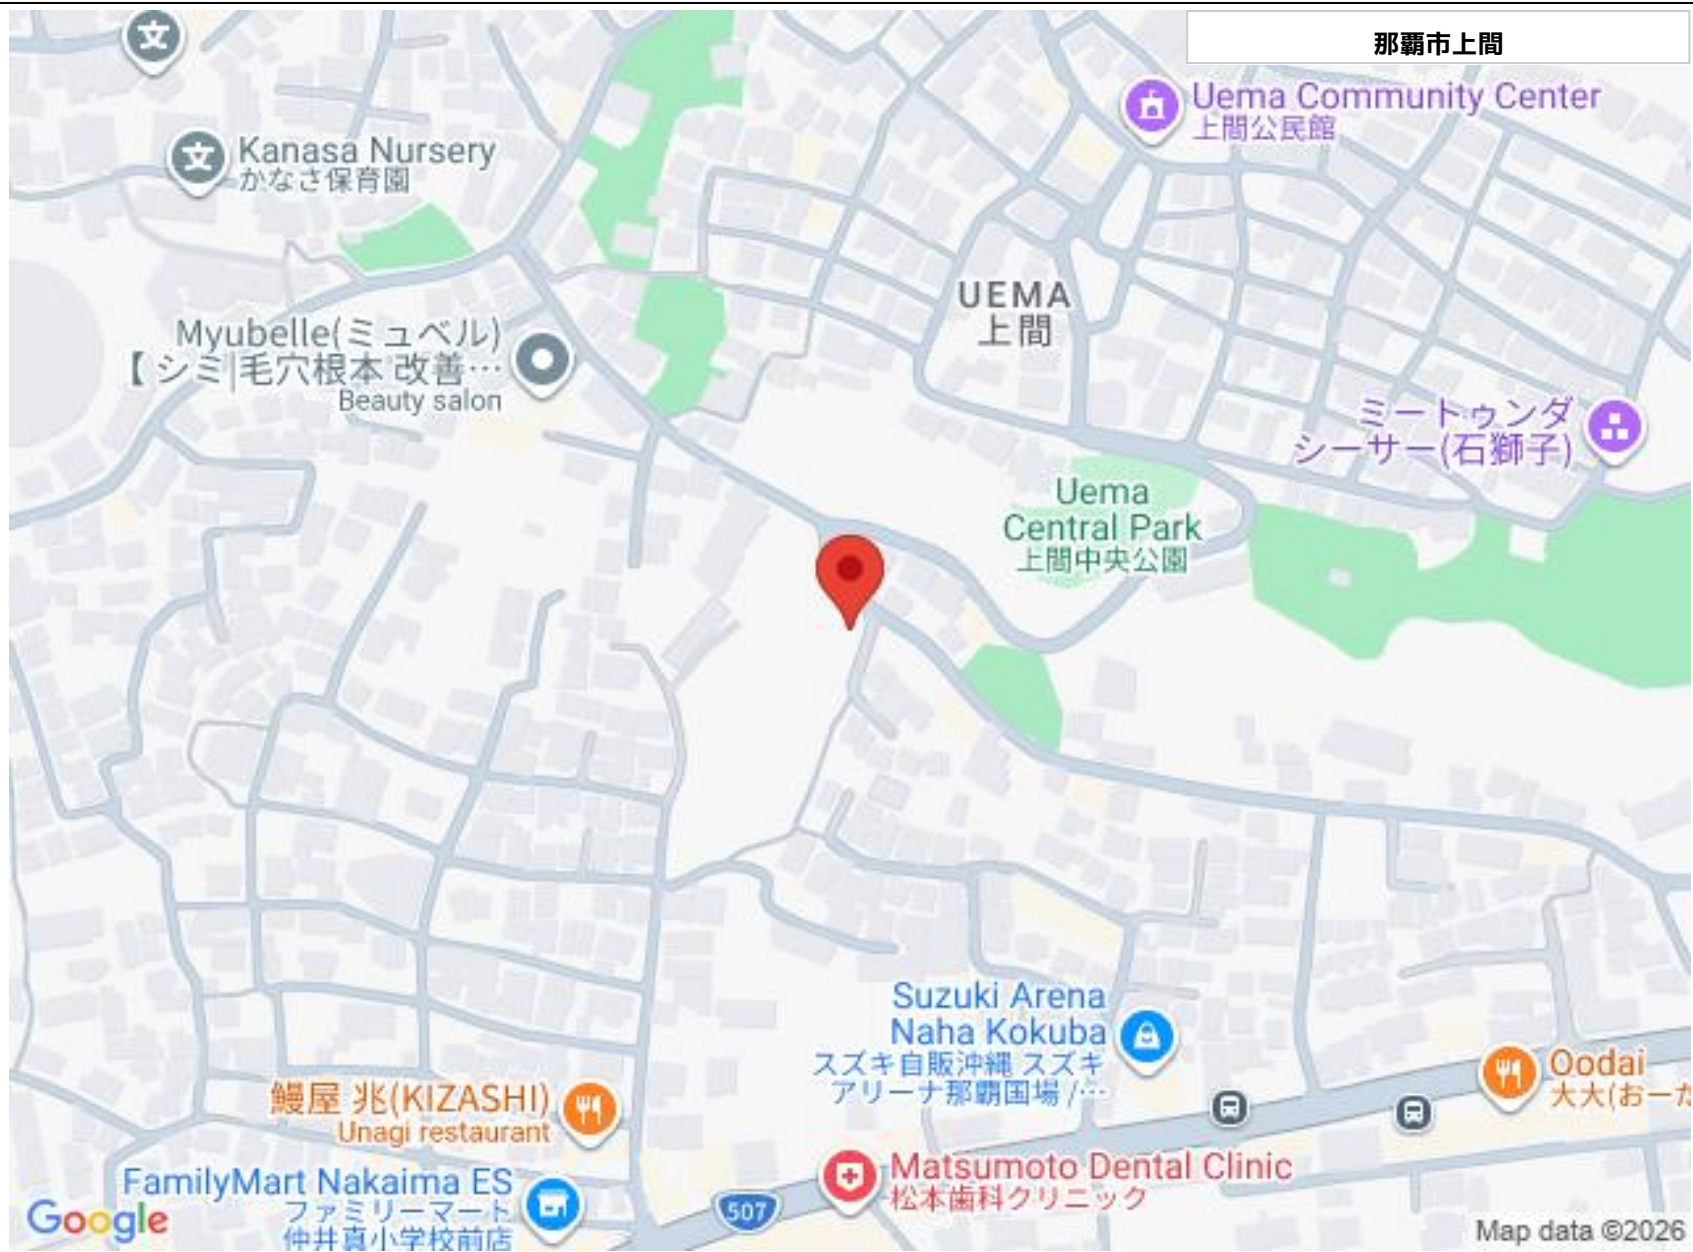 那覇市上間
Uema Community Center
上間公民館
Kanasa Nursery
かなさ保育園
UEMA
上間
Myubelle(ミュベル)
【 シミ|毛穴根本 改善…
Beauty salon
ミートゥンダ
シーサー(石獅子)
Uema
Central Park
上間中央公園
Suzuki Arena
Naha Kokuba
スズキ自販沖縄 スズキ
アリーナ那覇国場 /…
Oodai
大大(おーた
鰻屋 兆(KIZASHI)
Unagi restaurant
Matsumoto Dental Clinic
松本歯科クリニック
FamilyMart Nakaima ES
ファミリーマート
仲井真小学校前店
507
Google
Map data ©2026